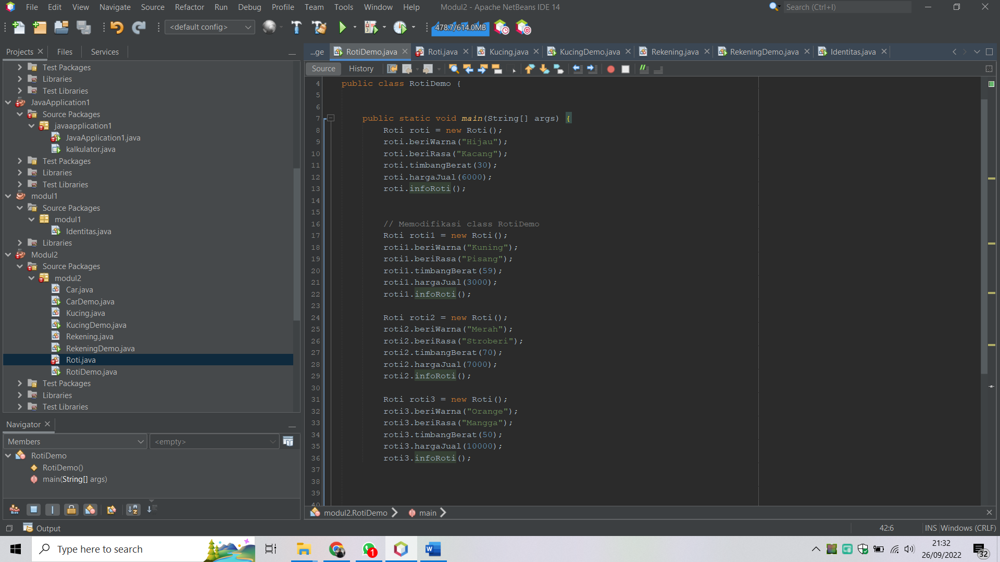 File Edit View Navigate Source Refactor Run Debug Profile Team Tools Window Help Modul2 - Apache NetBeans IDE 14 Search (Ctrl+I)
<default config> 478.7/614.0MB
Projects Files Services
...ge RotiDemo.java Roti.java Kucing.java KucingDemo.java Rekening.java RekeningDemo.java Identitas.java
Source History
Test Packages
Libraries
Test Libraries
JavaApplication1
Source Packages
javaapplication1
JavaApplication1.java
kalkulator.java
Test Packages
Libraries
Test Libraries
modul1
Source Packages
modul1
Identitas.java
Libraries
Modul2
Source Packages
modul2
Car.java
CarDemo.java
Kucing.java
KucingDemo.java
Rekening.java
RekeningDemo.java
Roti.java
RotiDemo.java
Test Packages
Libraries
Test Libraries
Navigator
Members <empty>
RotiDemo
RotiDemo()
main(String[] args)
4 public class RotiDemo {
5
6
7 public static void main(String[] args) {
8 Roti roti = new Roti();
9 roti.beriWarna("Hijau");
10 roti.beriRasa("Kacang");
11 roti.timbangBerat(30);
12 roti.hargaJual(6000);
13 roti.infoRoti();
14
15
16 // Memodifikasi class RotiDemo
17 Roti roti1 = new Roti();
18 roti1.beriWarna("Kuning");
19 roti1.beriRasa("Pisang");
20 roti1.timbangBerat(59);
21 roti1.hargaJual(3000);
22 roti1.infoRoti();
23
24 Roti roti2 = new Roti();
25 roti2.beriWarna("Merah");
26 roti2.beriRasa("Stroberi");
27 roti2.timbangBerat(70);
28 roti2.hargaJual(7000);
29 roti2.infoRoti();
30
31 Roti roti3 = new Roti();
32 roti3.beriWarna("Orange");
33 roti3.beriRasa("Mangga");
34 roti3.timbangBerat(50);
35 roti3.hargaJual(10000);
36 roti3.infoRoti();
37
38
39
40
modul2.RotiDemo main
Output 42:6 INS Windows (CRLF)
Type here to search 1 21:32
26/09/2022 32